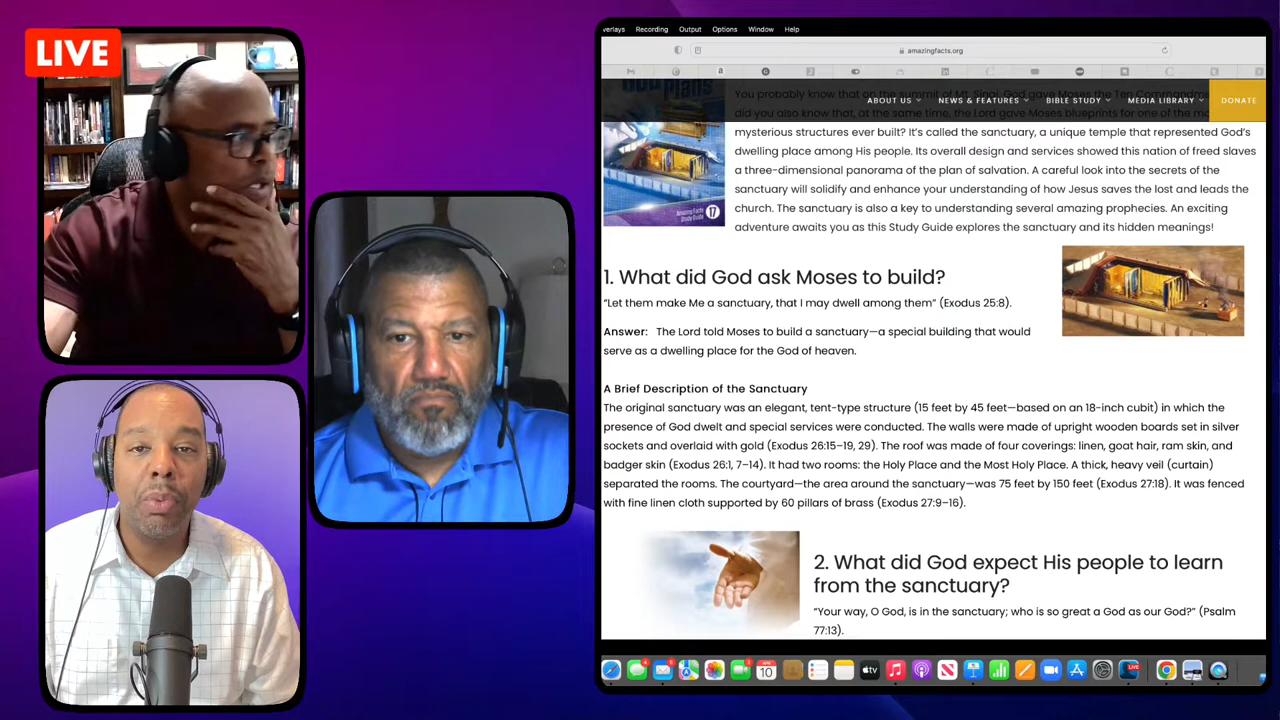 LIVE
verlays Recording Output Options Window Help
amazingfacts.org
ABOUT US NEWS & FEATURES BIBLE STUDY MEDIA LIBRARY DONATE
You probably know that on the summit of Mt. Sinai, God gave Moses the Ten Commandme
did you also know that, at the same time, the Lord gave Moses blueprints for one of the mo
mysterious structures ever built? It's called the sanctuary, a unique temple that represented God's
dwelling place among His people. Its overall design and services showed this nation of freed slaves
a three-dimensional panorama of the plan of salvation. A careful look into the secrets of the
sanctuary will solidify and enhance your understanding of how Jesus saves the lost and leads the
church. The sanctuary is also a key to understanding several amazing prophecies. An exciting
adventure awaits you as this Study Guide explores the sanctuary and its hidden meanings!
Amazing Facts
Study Guide 17
1. What did God ask Moses to build?
“Let them make Me a sanctuary, that I may dwell among them” (Exodus 25:8).
Answer: The Lord told Moses to build a sanctuary—a special building that would
serve as a dwelling place for the God of heaven.
A Brief Description of the Sanctuary
The original sanctuary was an elegant, tent-type structure (15 feet by 45 feet—based on an 18-inch cubit) in which the
presence of God dwelt and special services were conducted. The walls were made of upright wooden boards set in silver
sockets and overlaid with gold (Exodus 26:15–19, 29). The roof was made of four coverings: linen, goat hair, ram skin, and
badger skin (Exodus 26:1, 7–14). It had two rooms: the Holy Place and the Most Holy Place. A thick, heavy veil (curtain)
separated the rooms. The courtyard—the area around the sanctuary—was 75 feet by 150 feet (Exodus 27:18). It was fenced
with fine linen cloth supported by 60 pillars of brass (Exodus 27:9–16).
2. What did God expect His people to learn
from the sanctuary?
“Your way, O God, is in the sanctuary; who is so great a God as our God?” (Psalm
77:13).
APR
10
tv
LIVE